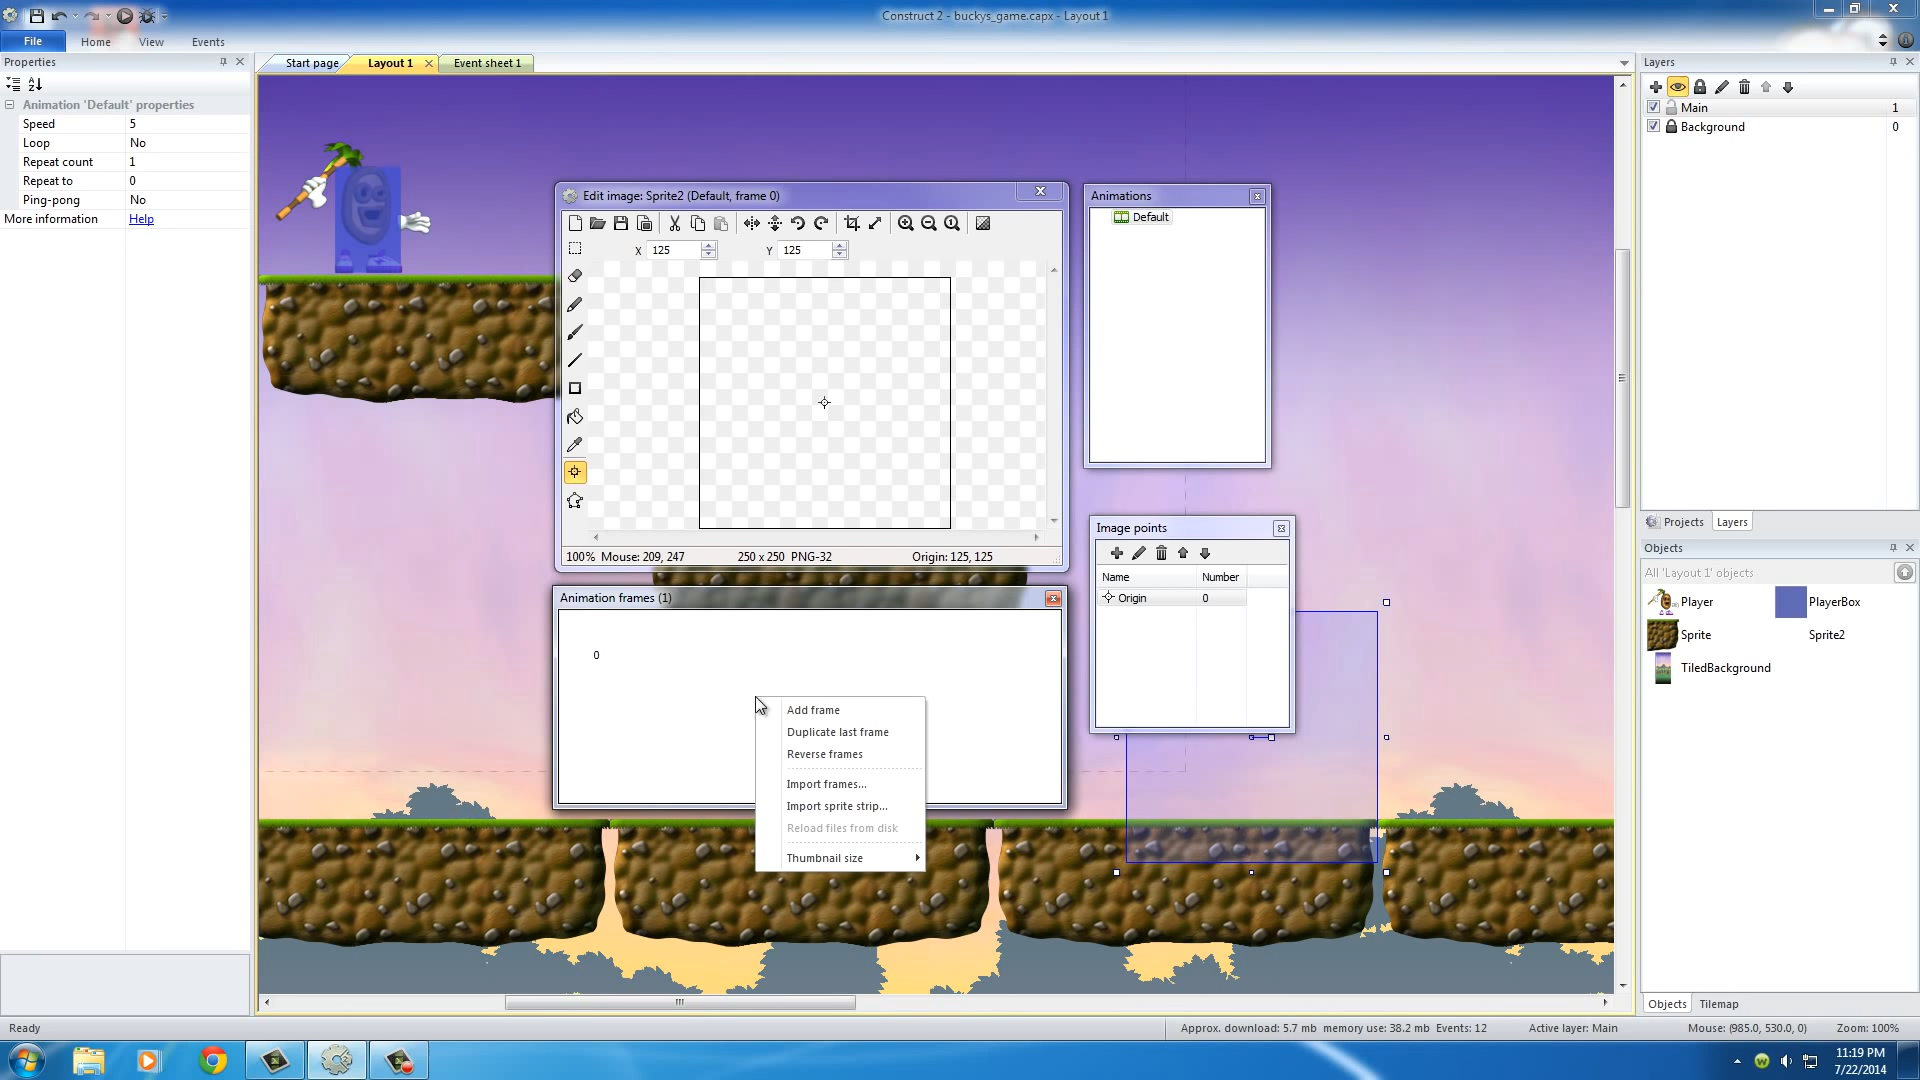 Construct 2 - buckys_game.capx - Layout 1
File Home View Events
Properties
Animation 'Default' properties
Speed 5
Loop No
Repeat count 1
Repeat to 0
Ping-pong No
More information Help
Start page Layout 1 Event sheet 1
Edit image: Sprite2 (Default, frame 0)
X 125 Y 125
100% Mouse: 209, 247 250 x 250 PNG-32 Origin: 125, 125
Animations
Default
Image points
Name Number
Origin 0
Animation frames (1)
0
Add frame
Duplicate last frame
Reverse frames
Import frames...
Import sprite strip...
Reload files from disk
Thumbnail size
Layers
Main 1
Background 0
Projects Layers
Objects
All 'Layout 1' objects
Player PlayerBox
Sprite Sprite2
TiledBackground
Objects Tilemap
Ready
Approx. download: 5.7 mb memory use: 38.2 mb Events: 12 Active layer: Main Mouse: (985.0, 530.0, 0) Zoom: 100%
11:19 PM
7/22/2014